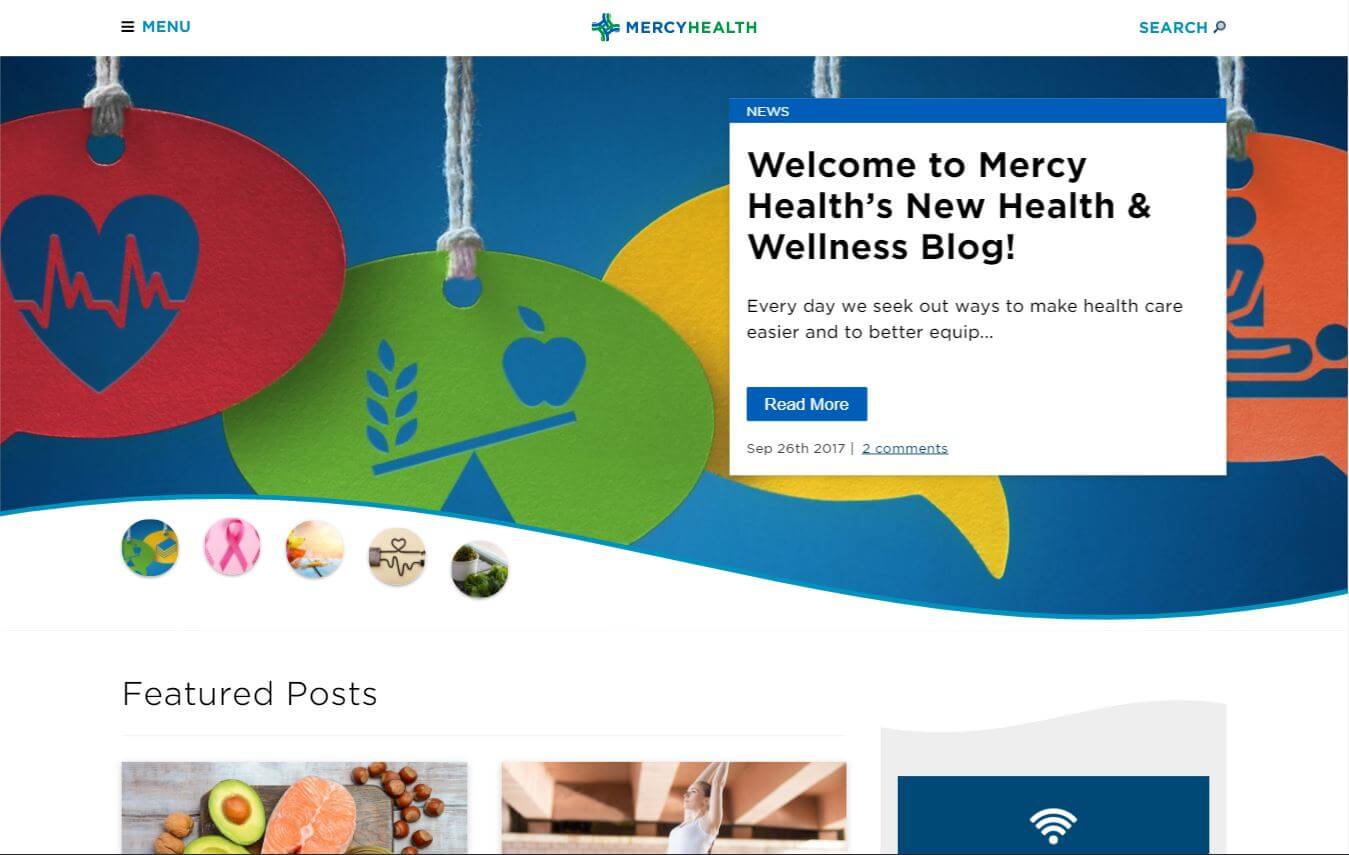 MENU
MERCYHEALTH
SEARCH
NEWS
Welcome to Mercy
Health’s New Health &
Wellness Blog!
Every day we seek out ways to make health care
easier and to better equip...
Read More
Sep 26th 2017 | 2 comments
Featured Posts